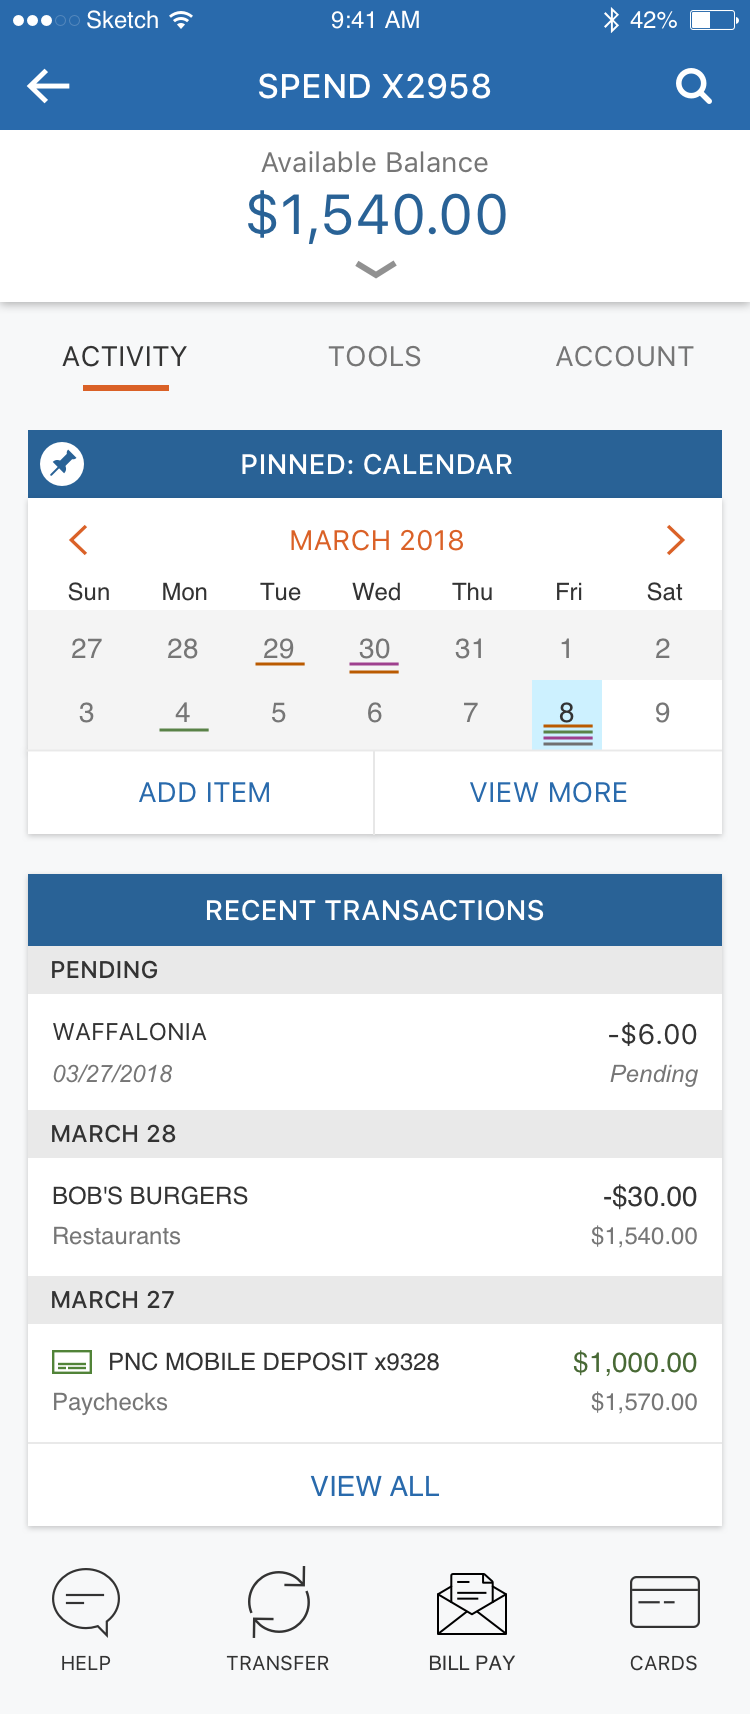 Sketch 9:41 AM 42%
SPEND X2958
Available Balance
$1,540.00
ACTIVITY TOOLS ACCOUNT
PINNED: CALENDAR
MARCH 2018
Sun Mon Tue Wed Thu Fri Sat
27 28 29 30 31 1 2
3 4 5 6 7 8 9
ADD ITEM VIEW MORE
RECENT TRANSACTIONS
PENDING
WAFFALONIA -$6.00
03/27/2018 Pending
MARCH 28
BOB'S BURGERS -$30.00
Restaurants $1,540.00
MARCH 27
PNC MOBILE DEPOSIT x9328 $1,000.00
Paychecks $1,570.00
VIEW ALL
HELP TRANSFER BILL PAY CARDS